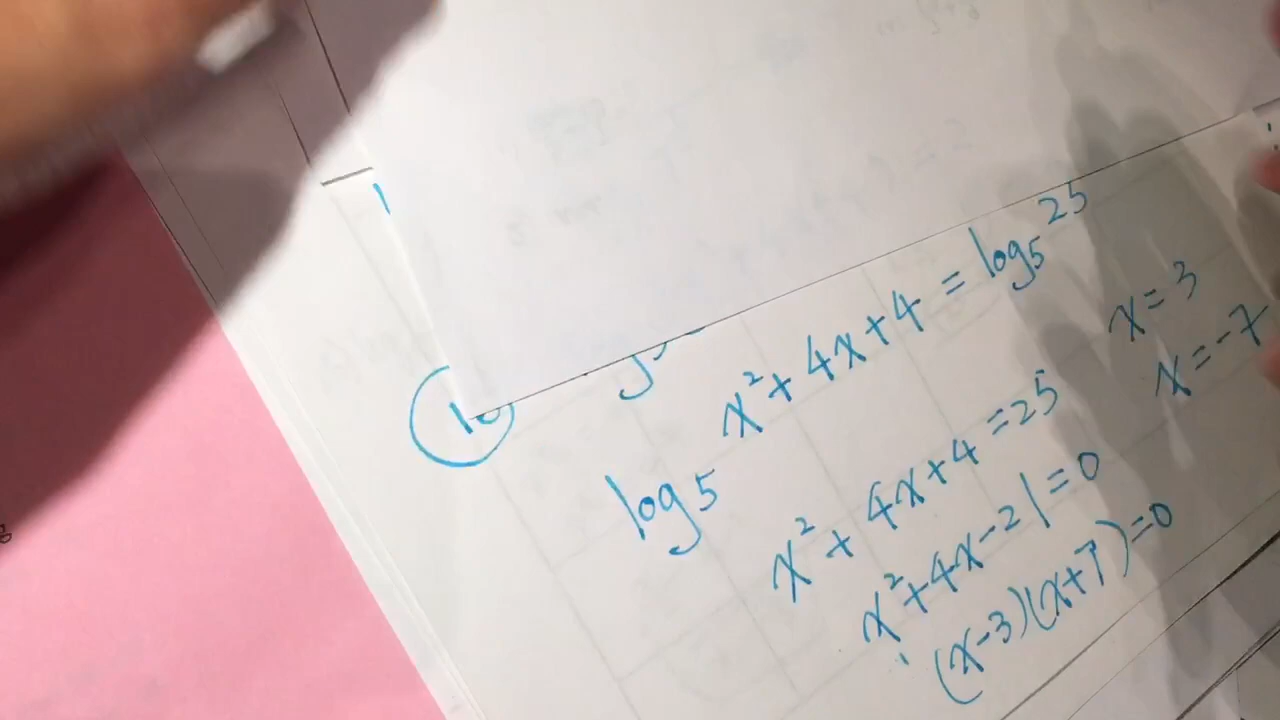 log₅ x² + 4x + 4 = log₅ 25
x² + 4x + 4 = 25
x² + 4x - 21 = 0
(x-3)(x+7) = 0
x = 3
x = -7